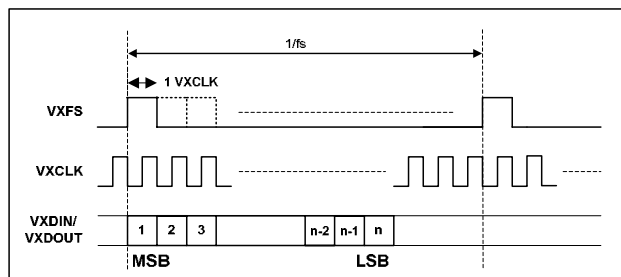 1/fs
1 VXCLK
VXFS
VXCLK
VXDIN/
VXDOUT
1 2 3 n-2 n-1 n
MSB LSB